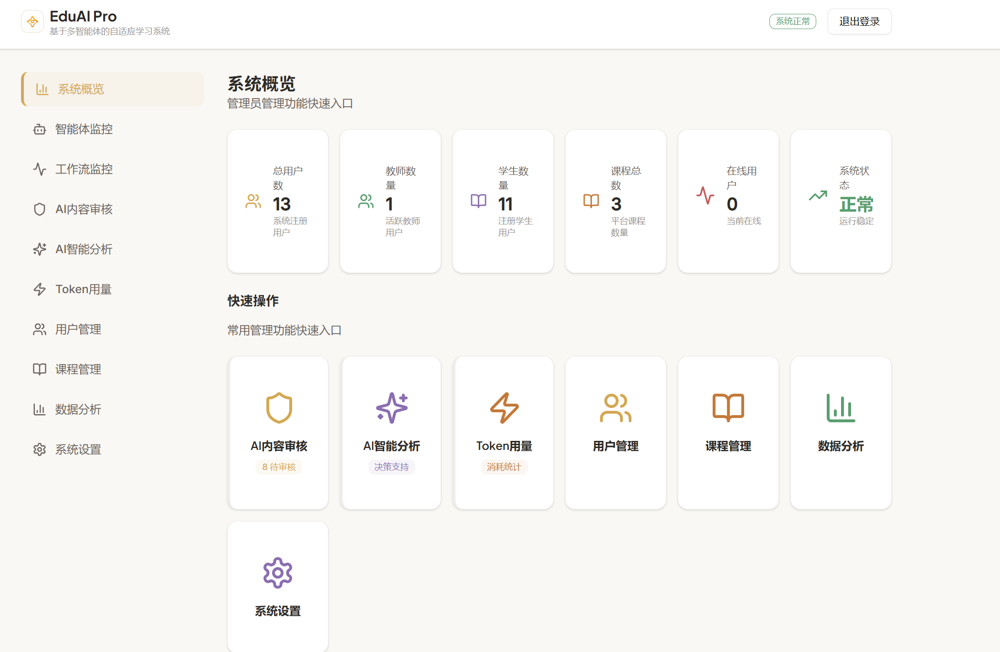 EduAI Pro
基于多智能体的自适应学习系统
系统正常
退出登录
系统概览
智能体监控
工作流监控
AI内容审核
AI智能分析
Token用量
用户管理
课程管理
数据分析
系统设置
系统概览
管理员管理功能快速入口
总用户
数
13
系统注册
用户
教师数
量
1
活跃教师
用户
学生数
量
11
注册学生
用户
课程总
数
3
平台课程
数量
在线用
户
0
当前在线
系统状
态
正常
运行稳定
快速操作
常用管理功能快速入口
AI内容审核
8 待审核
AI智能分析
决策支持
Token用量
消耗统计
用户管理
课程管理
数据分析
系统设置